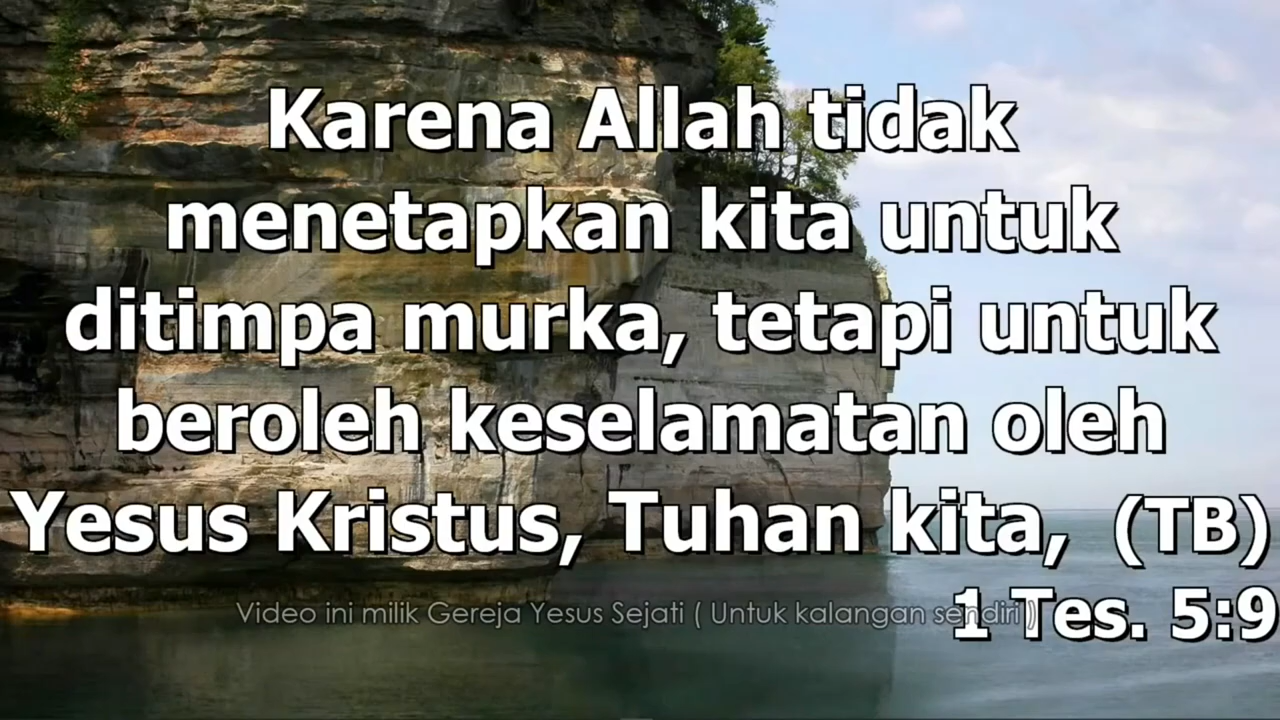 Karena Allah tidak
menetapkan kita untuk
ditimpa murka, tetapi untuk
beroleh keselamatan oleh
Yesus Kristus, Tuhan kita, (TB)
Video ini milik Gereja Yesus Sejati ( Untuk kalangan sendiri )
1 Tes. 5:9